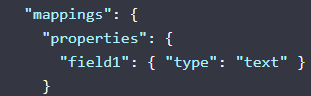 "mappings": {
"properties": {
"field1": { "type": "text" }
}